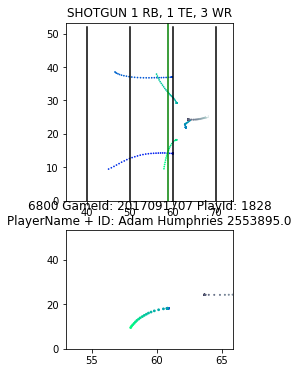 SHOTGUN 1 RB, 1 TE, 3 WR
50
40
30
20
10
0
40 50 60 70
6800 GameId: 2017091707 PlayId: 1828
PlayerName + ID: Adam Humphries 2553895.0
40
20
0
55 60 65